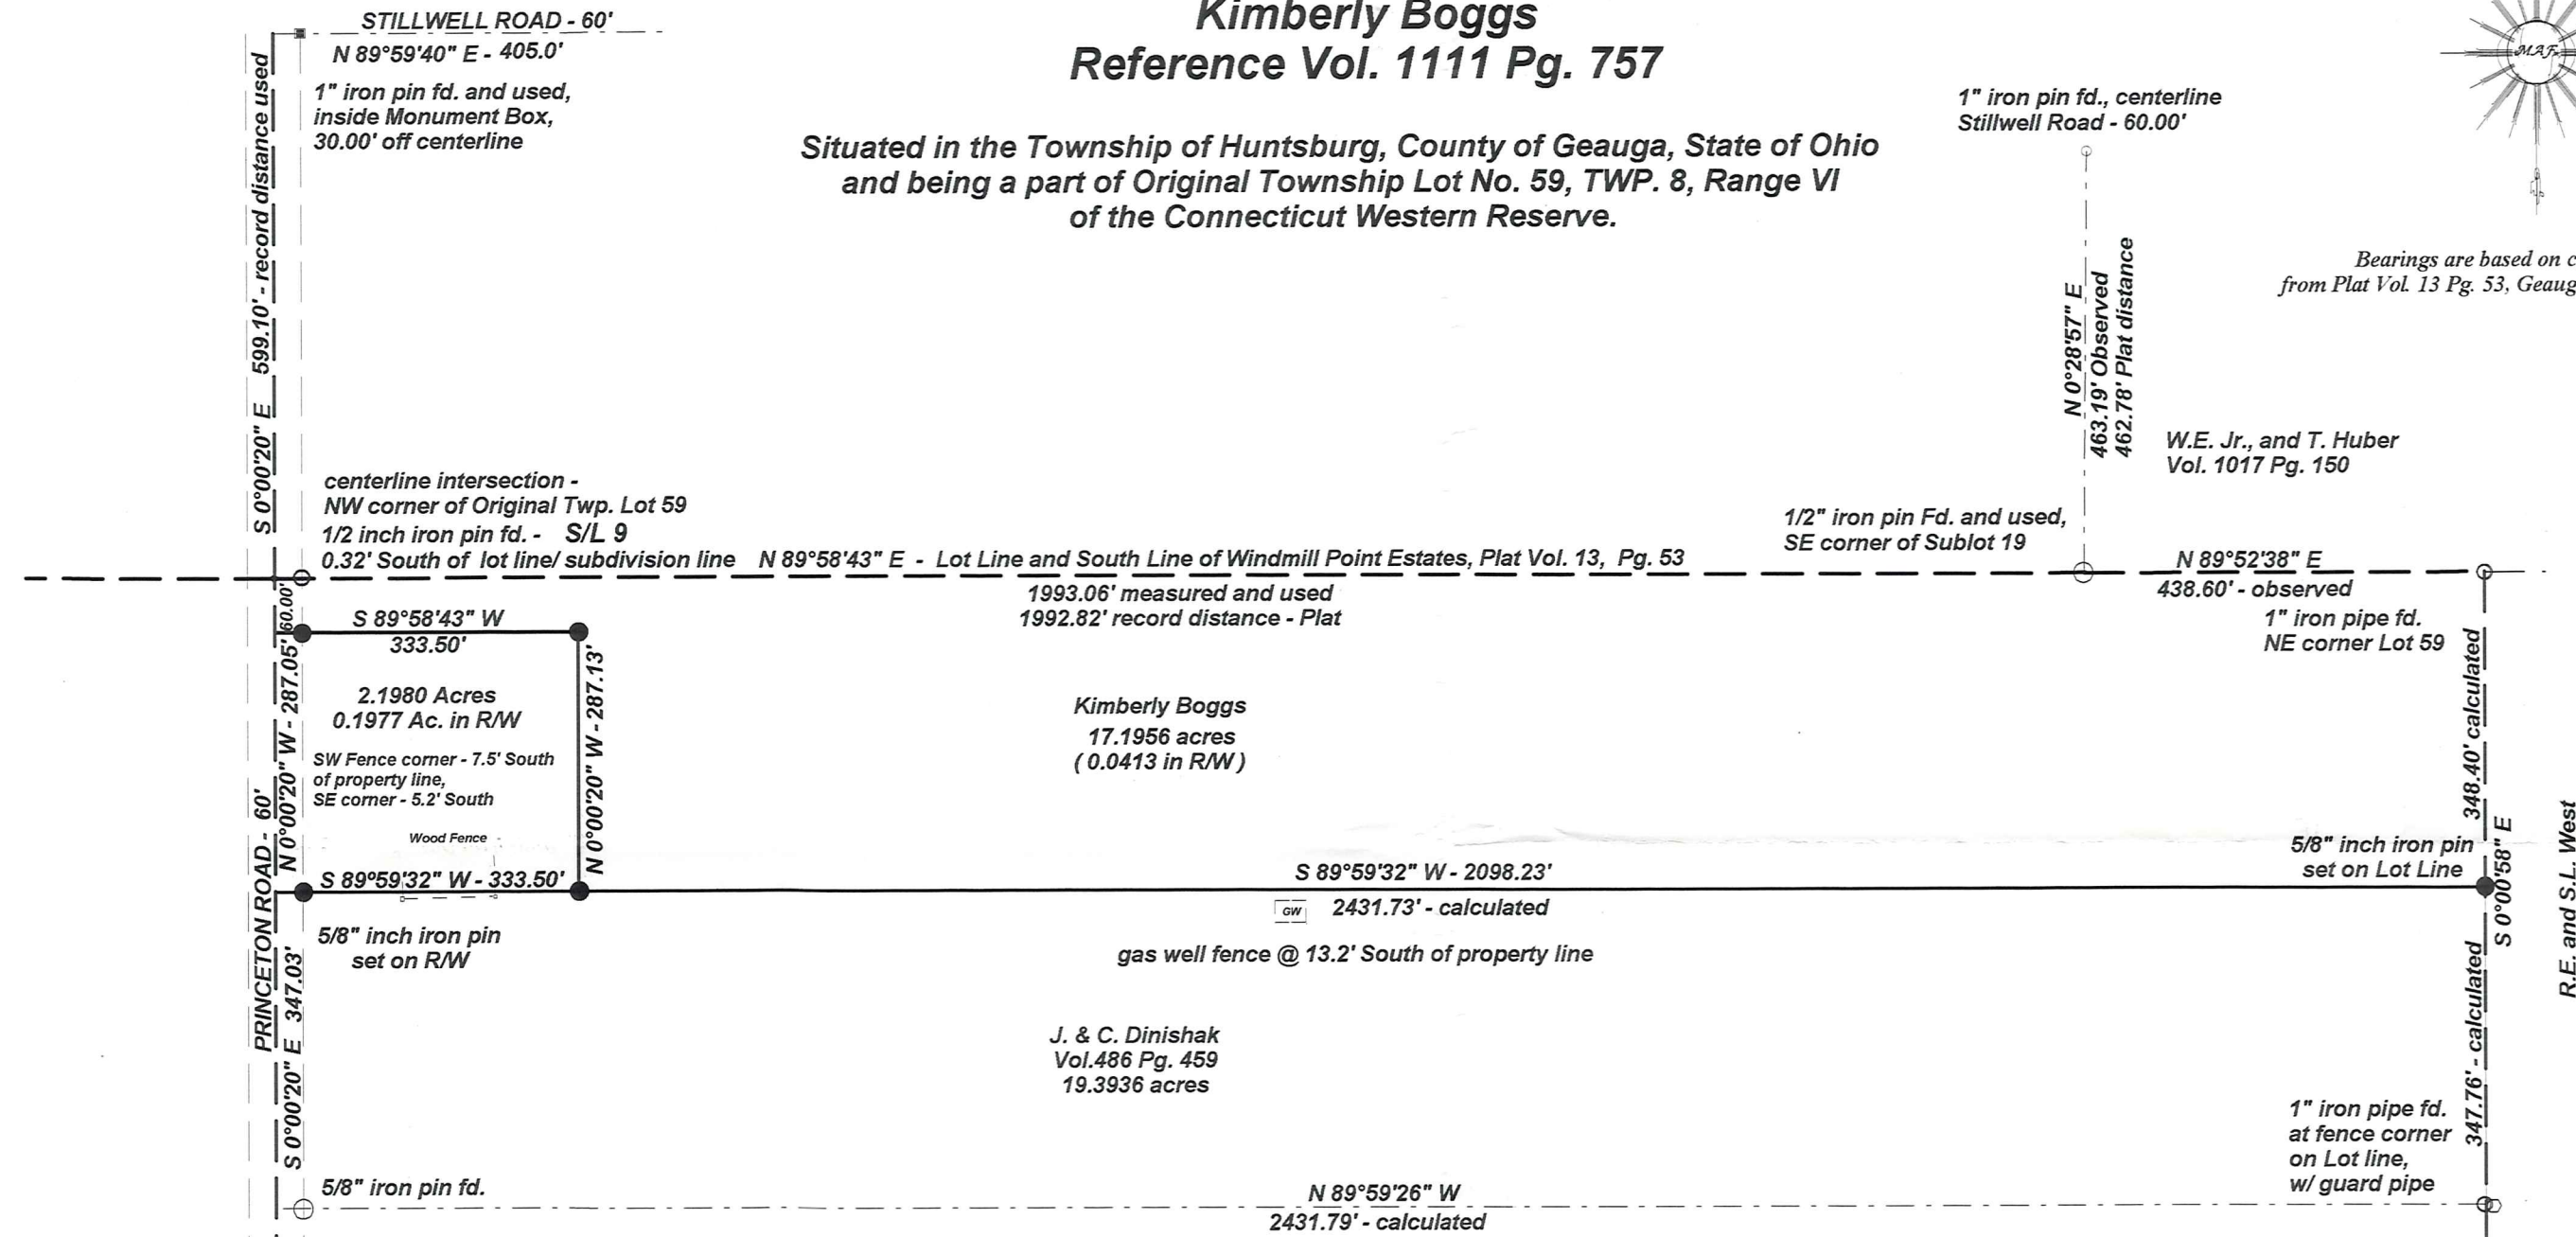 STILLWELL ROAD - 60'
N 89°59'40" E - 405.0'
1" iron pin fd. and used,
inside Monument Box,
30.00' off centerline
S 0°00'20" E 599.10' - record distance used
Kimberly Boggs
Reference Vol. 1111 Pg. 757
Situated in the Township of Huntsburg, County of Geauga, State of Ohio
and being a part of Original Township Lot No. 59, TWP. 8, Range VI
of the Connecticut Western Reserve.
1" iron pin fd., centerline
Stillwell Road - 60.00'
MAF
Bearings are based on c
from Plat Vol. 13 Pg. 53, Geaug
N 0°28'57" E
463.19' Observed
462.78' Plat distance
W.E. Jr., and T. Huber
Vol. 1017 Pg. 150
centerline intersection -
NW corner of Original Twp. Lot 59
1/2 inch iron pin fd. - S/L 9
0.32' South of lot line/ subdivision line N 89°58'43" E - Lot Line and South Line of Windmill Point Estates, Plat Vol. 13, Pg. 53
1/2" iron pin Fd. and used,
SE corner of Sublot 19
N 89°52'38" E
438.60' - observed
1993.06' measured and used
1992.82' record distance - Plat
1" iron pipe fd.
NE corner Lot 59
60.00'
S 89°58'43" W
333.50'
N 0°00'20" W - 287.05'
N 0°00'20" W - 287.13'
2.1980 Acres
0.1977 Ac. in R/W
SW Fence corner - 7.5' South
of property line,
SE corner - 5.2' South
Wood Fence
S 89°59'32" W - 333.50'
Kimberly Boggs
17.1956 acres
( 0.0413 in R/W )
348.40' calculated
S 0°00'58" E
R.E. and S.L. West
5/8" inch iron pin
set on Lot Line
S 89°59'32" W - 2098.23'
GW 2431.73' - calculated
gas well fence @ 13.2' South of property line
PRINCETON ROAD - 60'
5/8" inch iron pin
set on R/W
S 0°00'20" E 347.03'
J. & C. Dinishak
Vol.486 Pg. 459
19.3936 acres
347.76' - calculated
1" iron pipe fd.
at fence corner
on Lot line,
w/ guard pipe
5/8" iron pin fd.
N 89°59'26" W
2431.79' - calculated